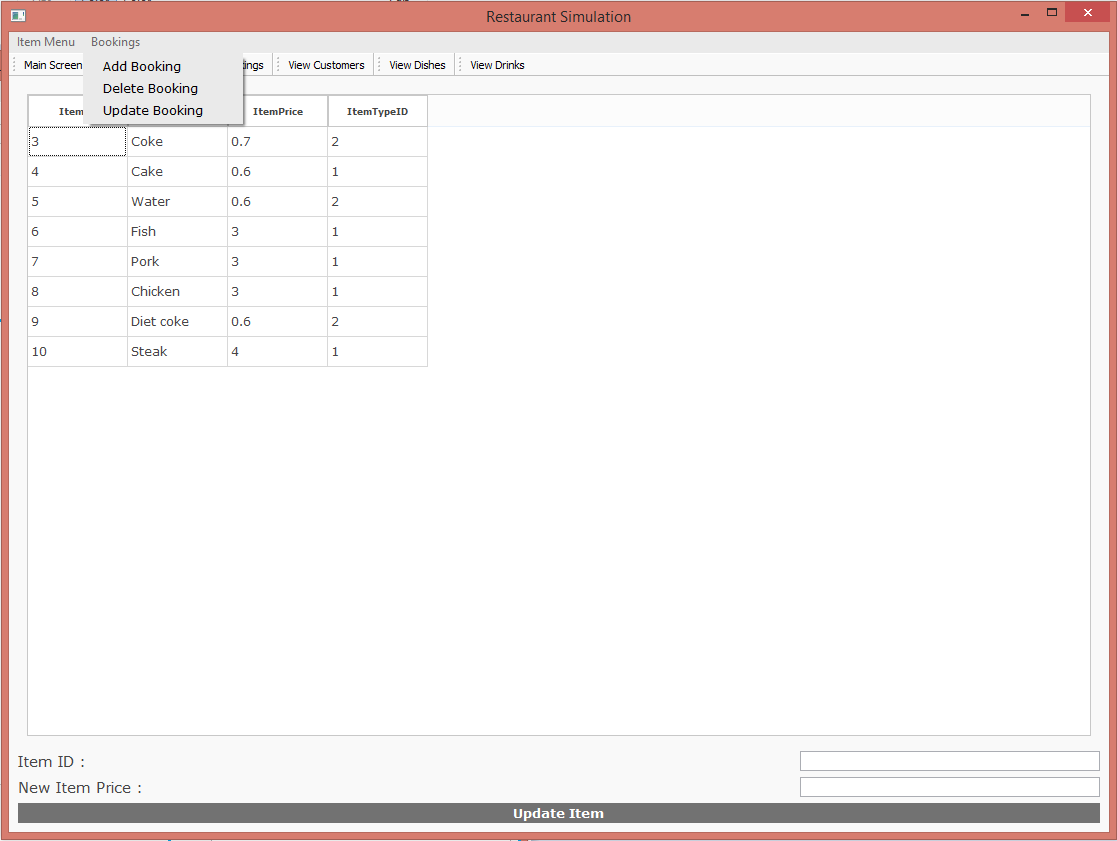 Restaurant Simulation
Item Menu Bookings
Main Screen View Customers View Dishes View Drinks
Add Booking
Delete Booking
Update Booking
Item ItemPrice ItemTypeID
3 Coke 0.7 2
4 Cake 0.6 1
5 Water 0.6 2
6 Fish 3 1
7 Pork 3 1
8 Chicken 3 1
9 Diet coke 0.6 2
10 Steak 4 1
Item ID :
New Item Price :
Update Item